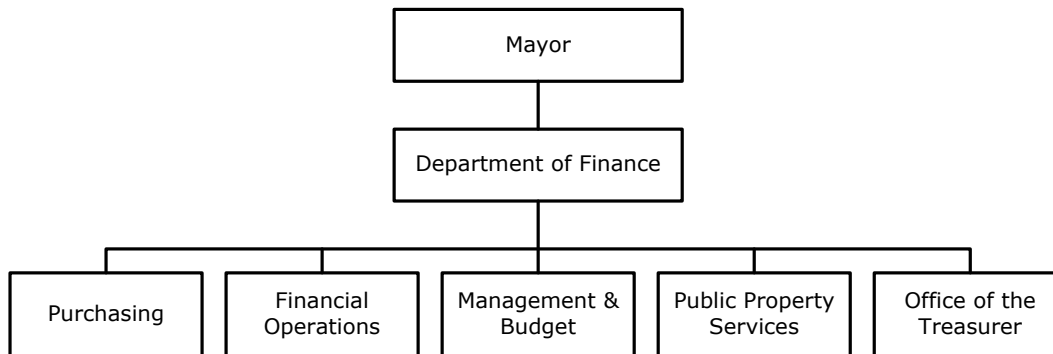 Mayor
Department of Finance
Purchasing
Financial
Operations
Management &
Budget
Public Property
Services
Office of the
Treasurer